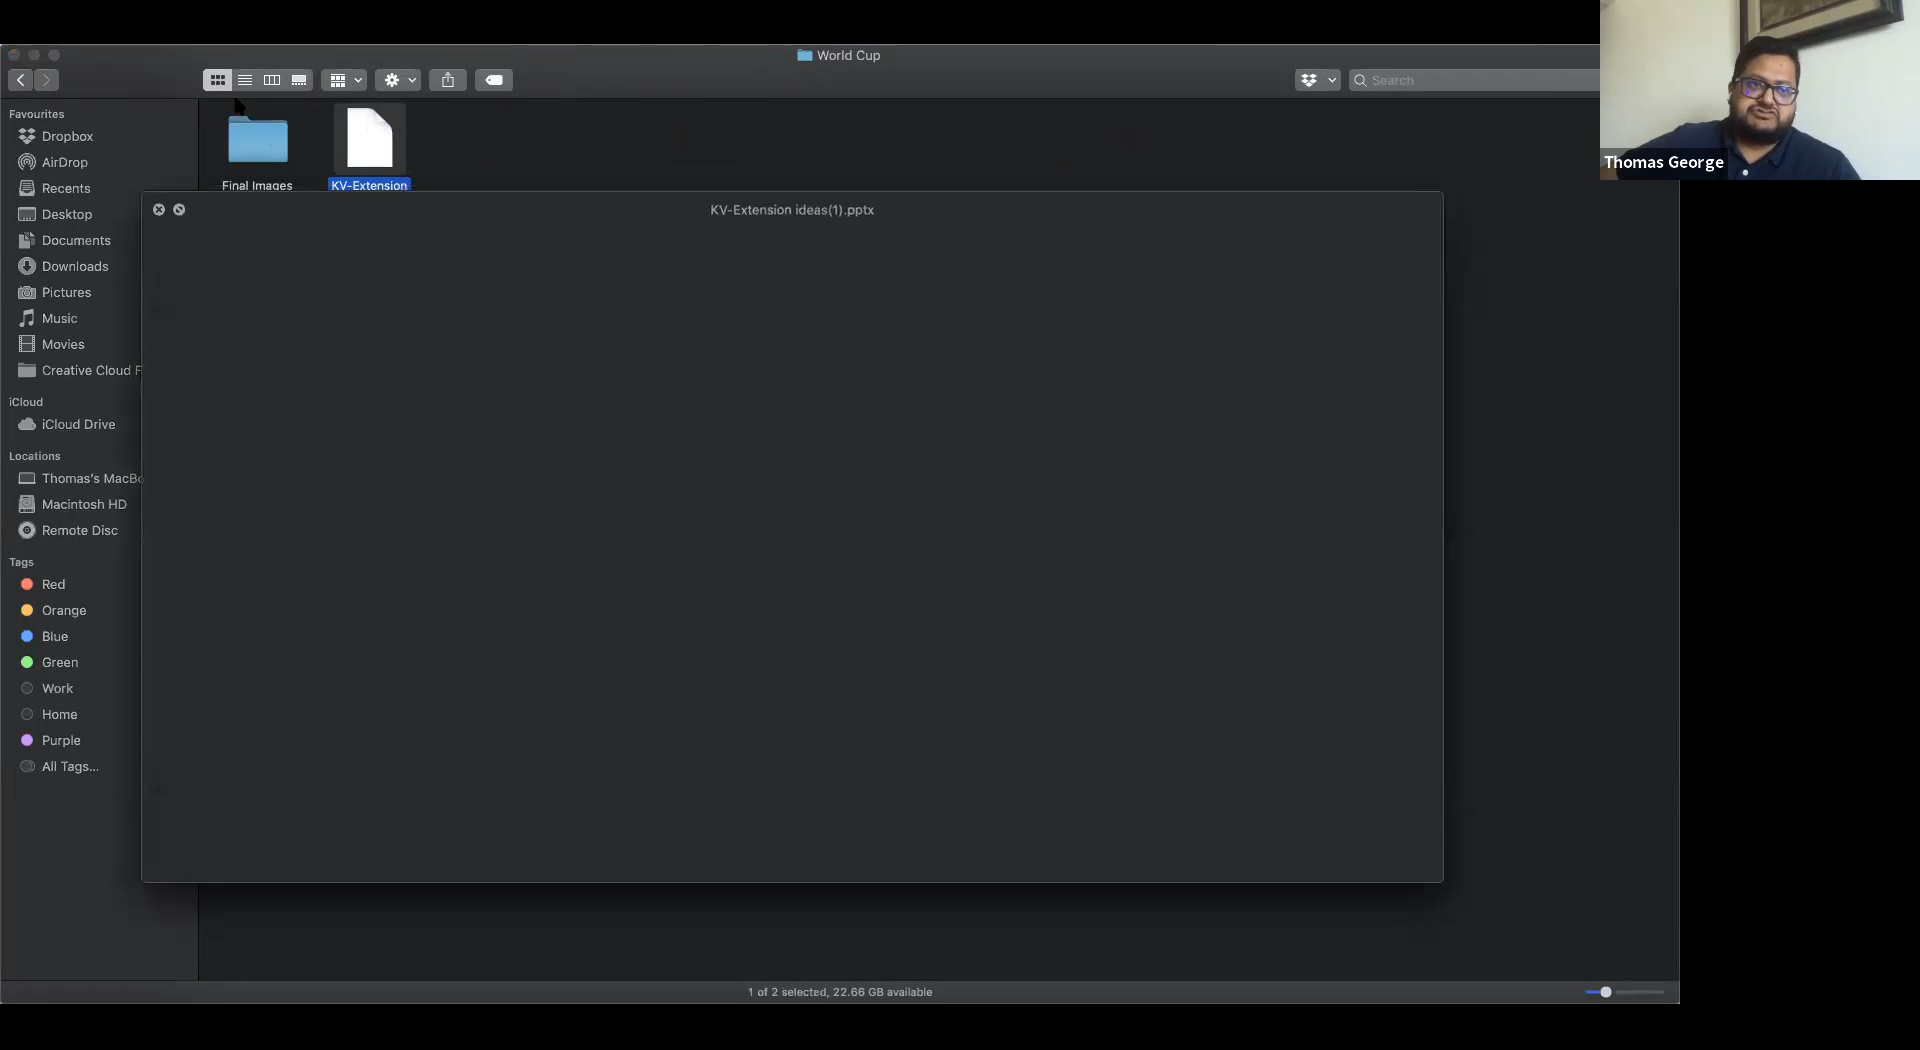 World Cup
Search
Favourites
Dropbox
AirDrop
Recents
Desktop
Documents
Downloads
Pictures
Music
Movies
Creative Cloud F
iCloud
iCloud Drive
Locations
Thomas's MacBo
Macintosh HD
Remote Disc
Tags
Red
Orange
Blue
Green
Work
Home
Purple
All Tags...
Final Images
KV-Extension
KV-Extension ideas(1).pptx
Thomas George
1 of 2 selected, 22.66 GB available